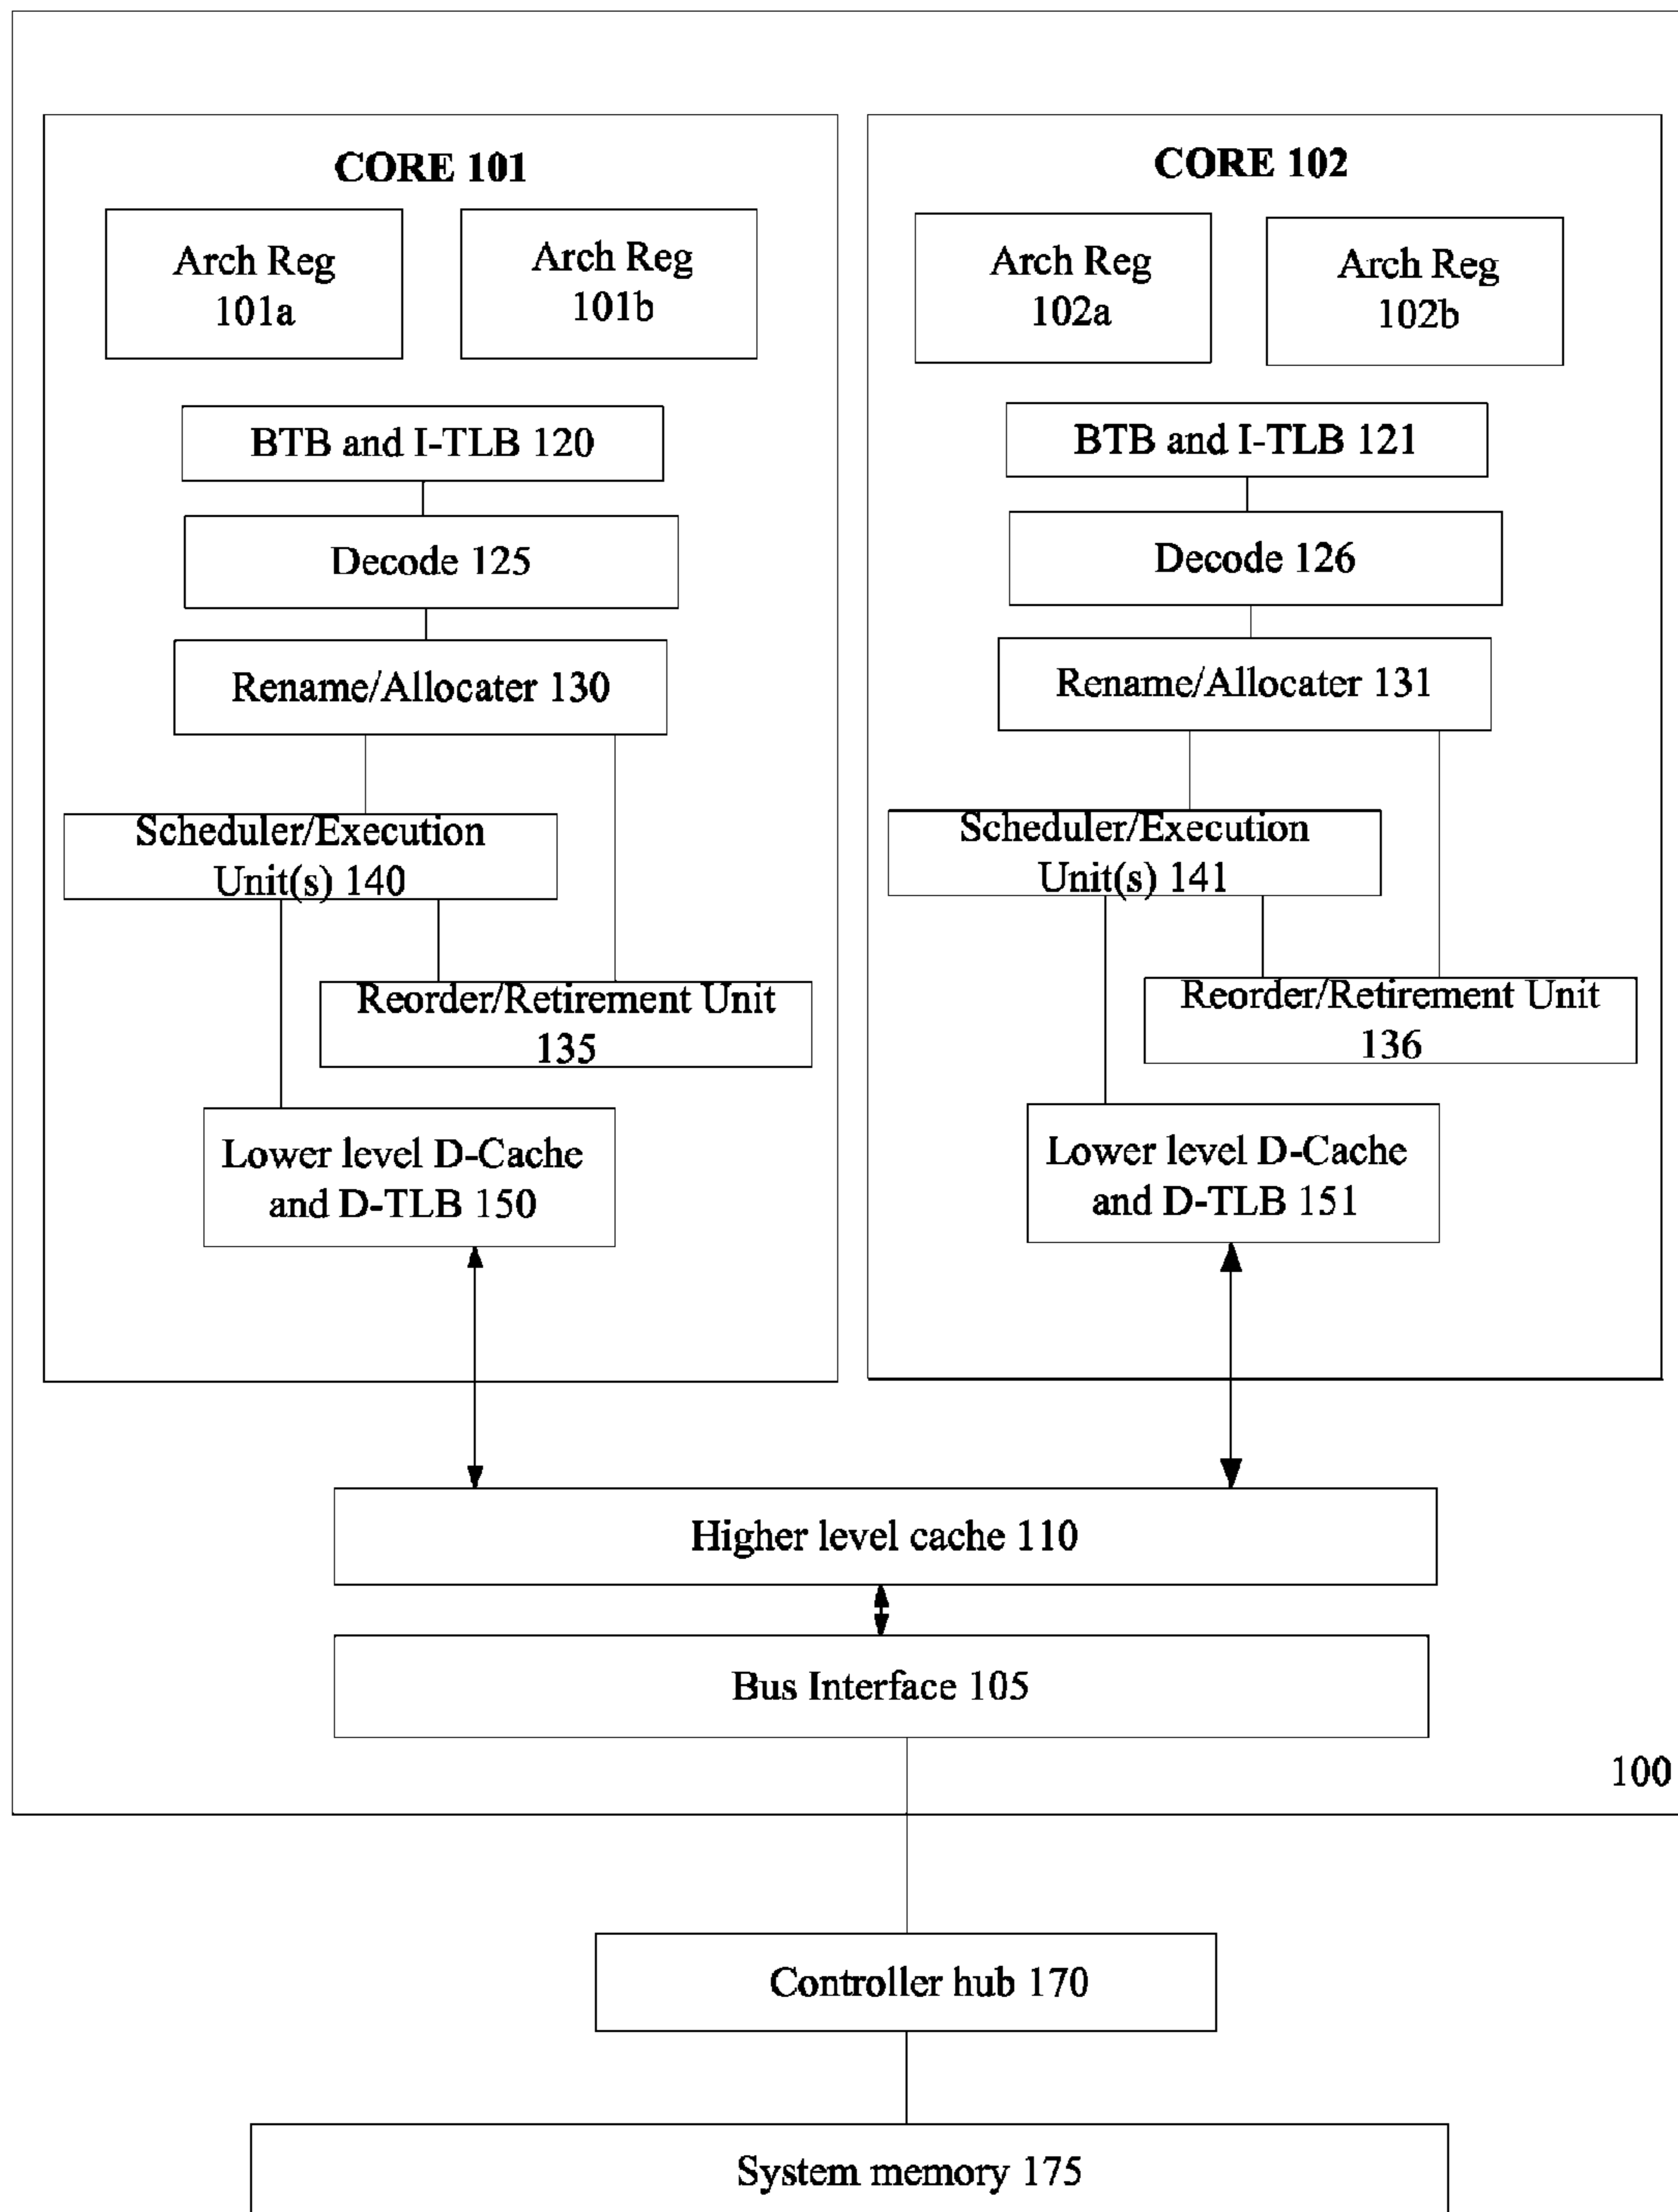 CORE 101
Arch Reg
101a
Arch Reg
101b
BTB and I-TLB 120
Decode 125
Rename/Allocater 130
Scheduler/Execution
Unit(s) 140
Reorder/Retirement Unit
135
Lower level D-Cache
and D-TLB 150
CORE 102
Arch Reg
102a
Arch Reg
102b
BTB and I-TLB 121
Decode 126
Rename/Allocater 131
Scheduler/Execution
Unit(s) 141
Reorder/Retirement Unit
136
Lower level D-Cache
and D-TLB 151
Higher level cache 110
Bus Interface 105
100
Controller hub 170
System memory 175